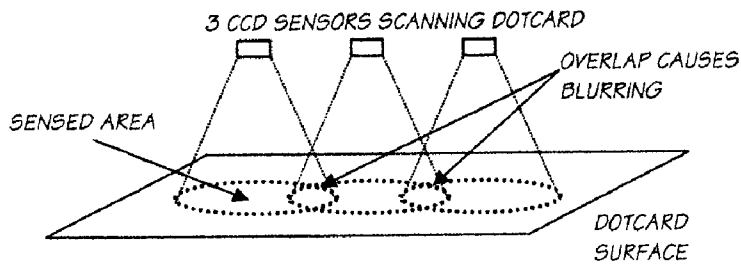 3 CCD SENSORS SCANNING DOTCARD
OVERLAP CAUSES
BLURRING
SENSED AREA
DOTCARD
SURFACE